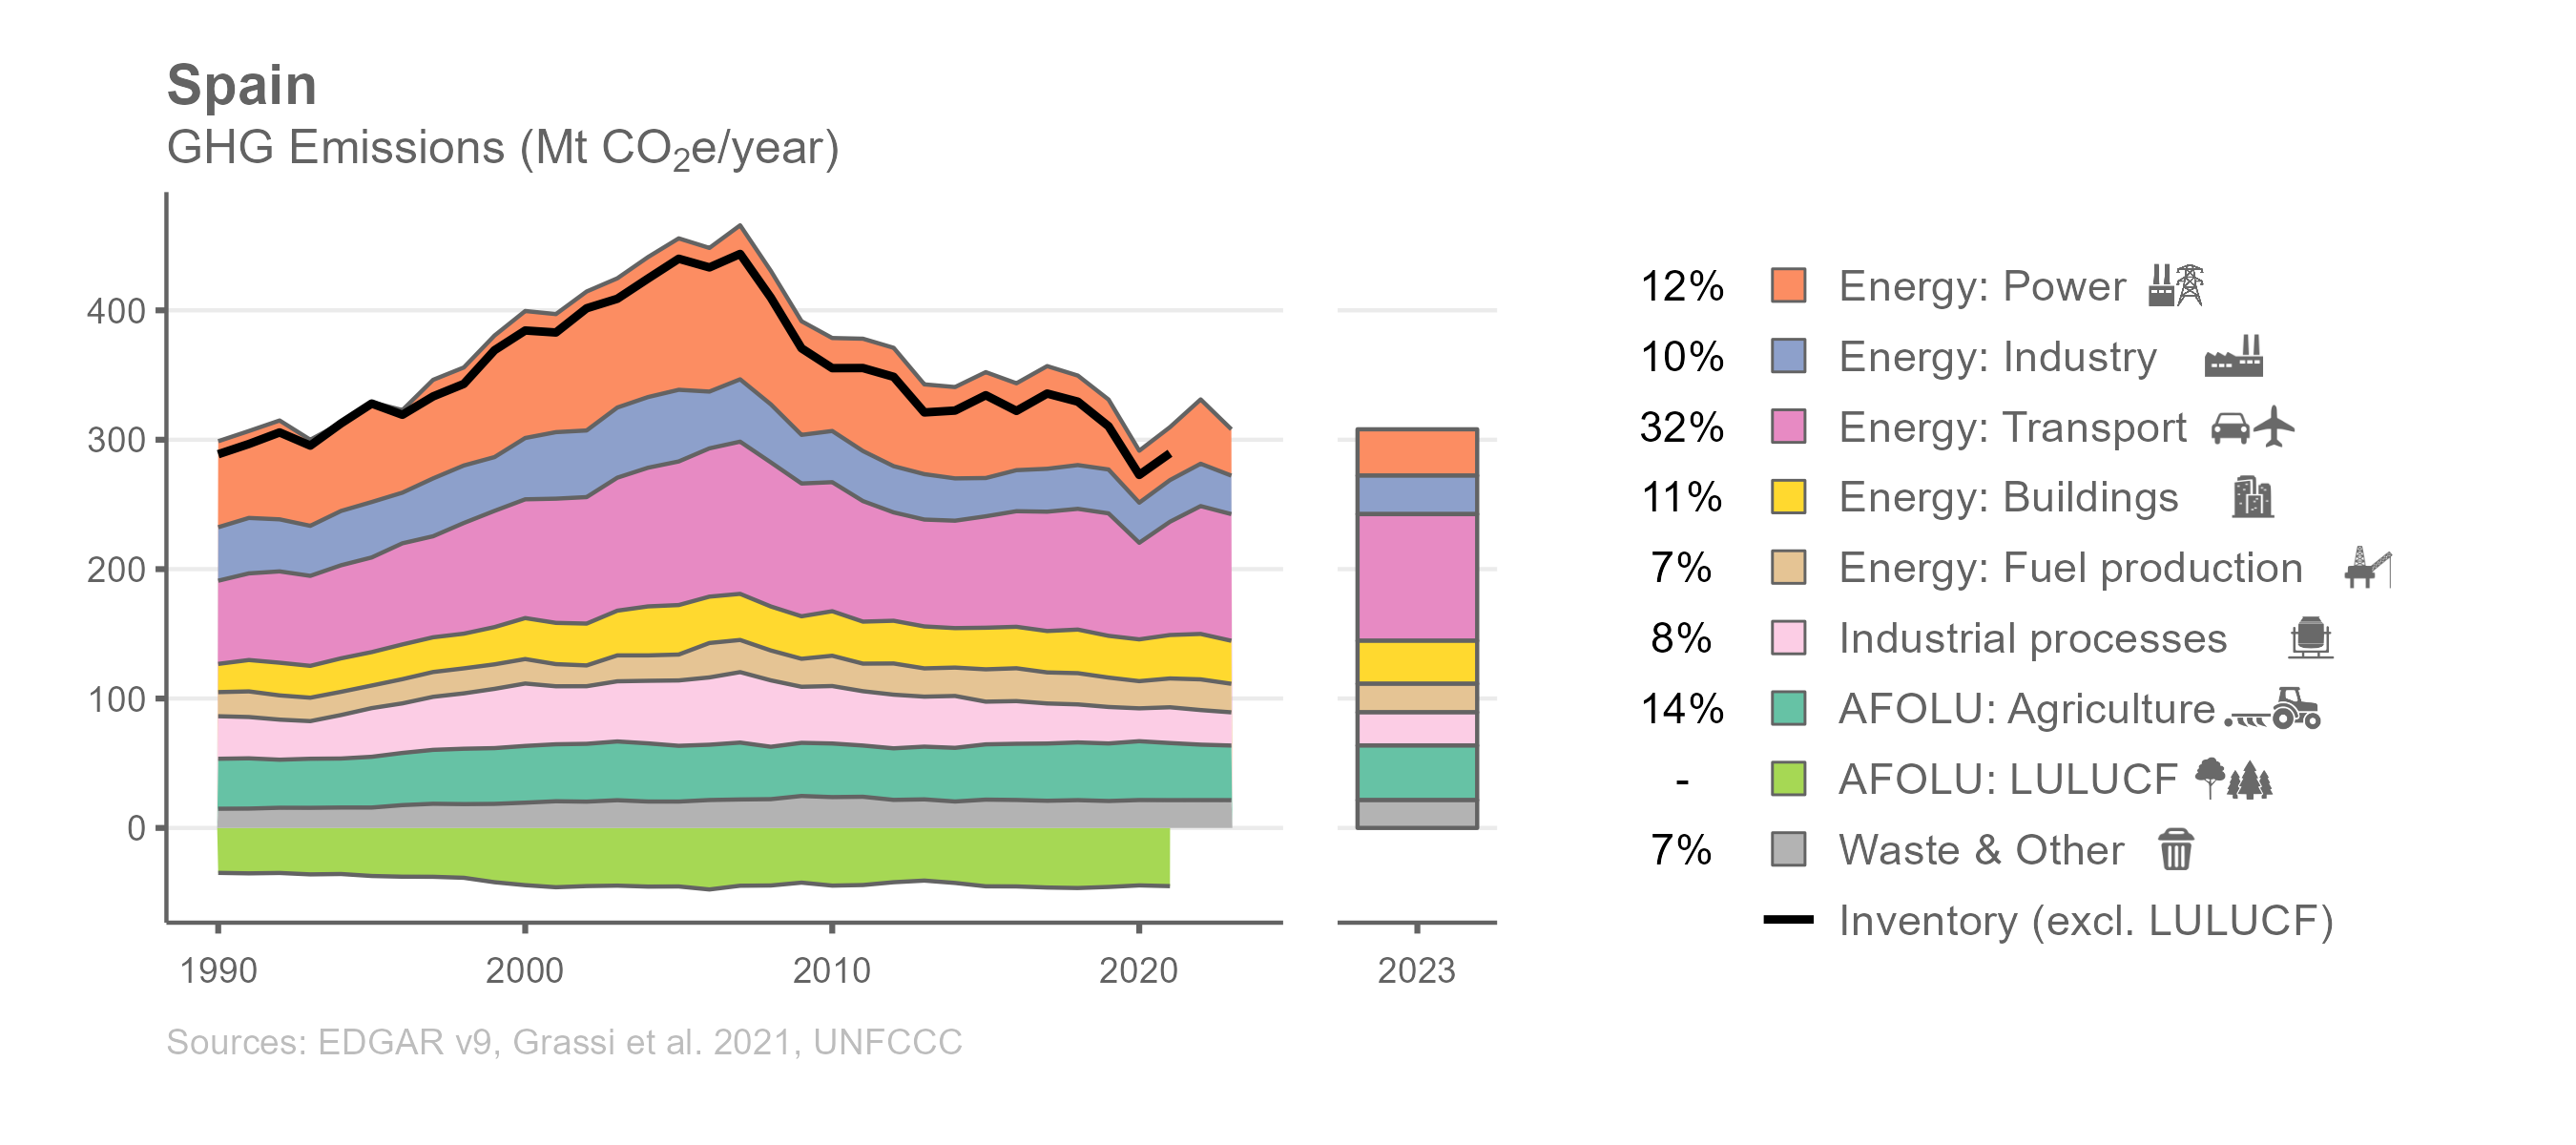 Spain
GHG Emissions (Mt CO₂e/year)
400
300
200
100
0
1990
2000
2010
2020
2023
12% Energy: Power
10% Energy: Industry
32% Energy: Transport
11% Energy: Buildings
7% Energy: Fuel production
8% Industrial processes
14% AFOLU: Agriculture
- AFOLU: LULUCF
7% Waste & Other
Inventory (excl. LULUCF)
Sources: EDGAR v9, Grassi et al. 2021, UNFCCC